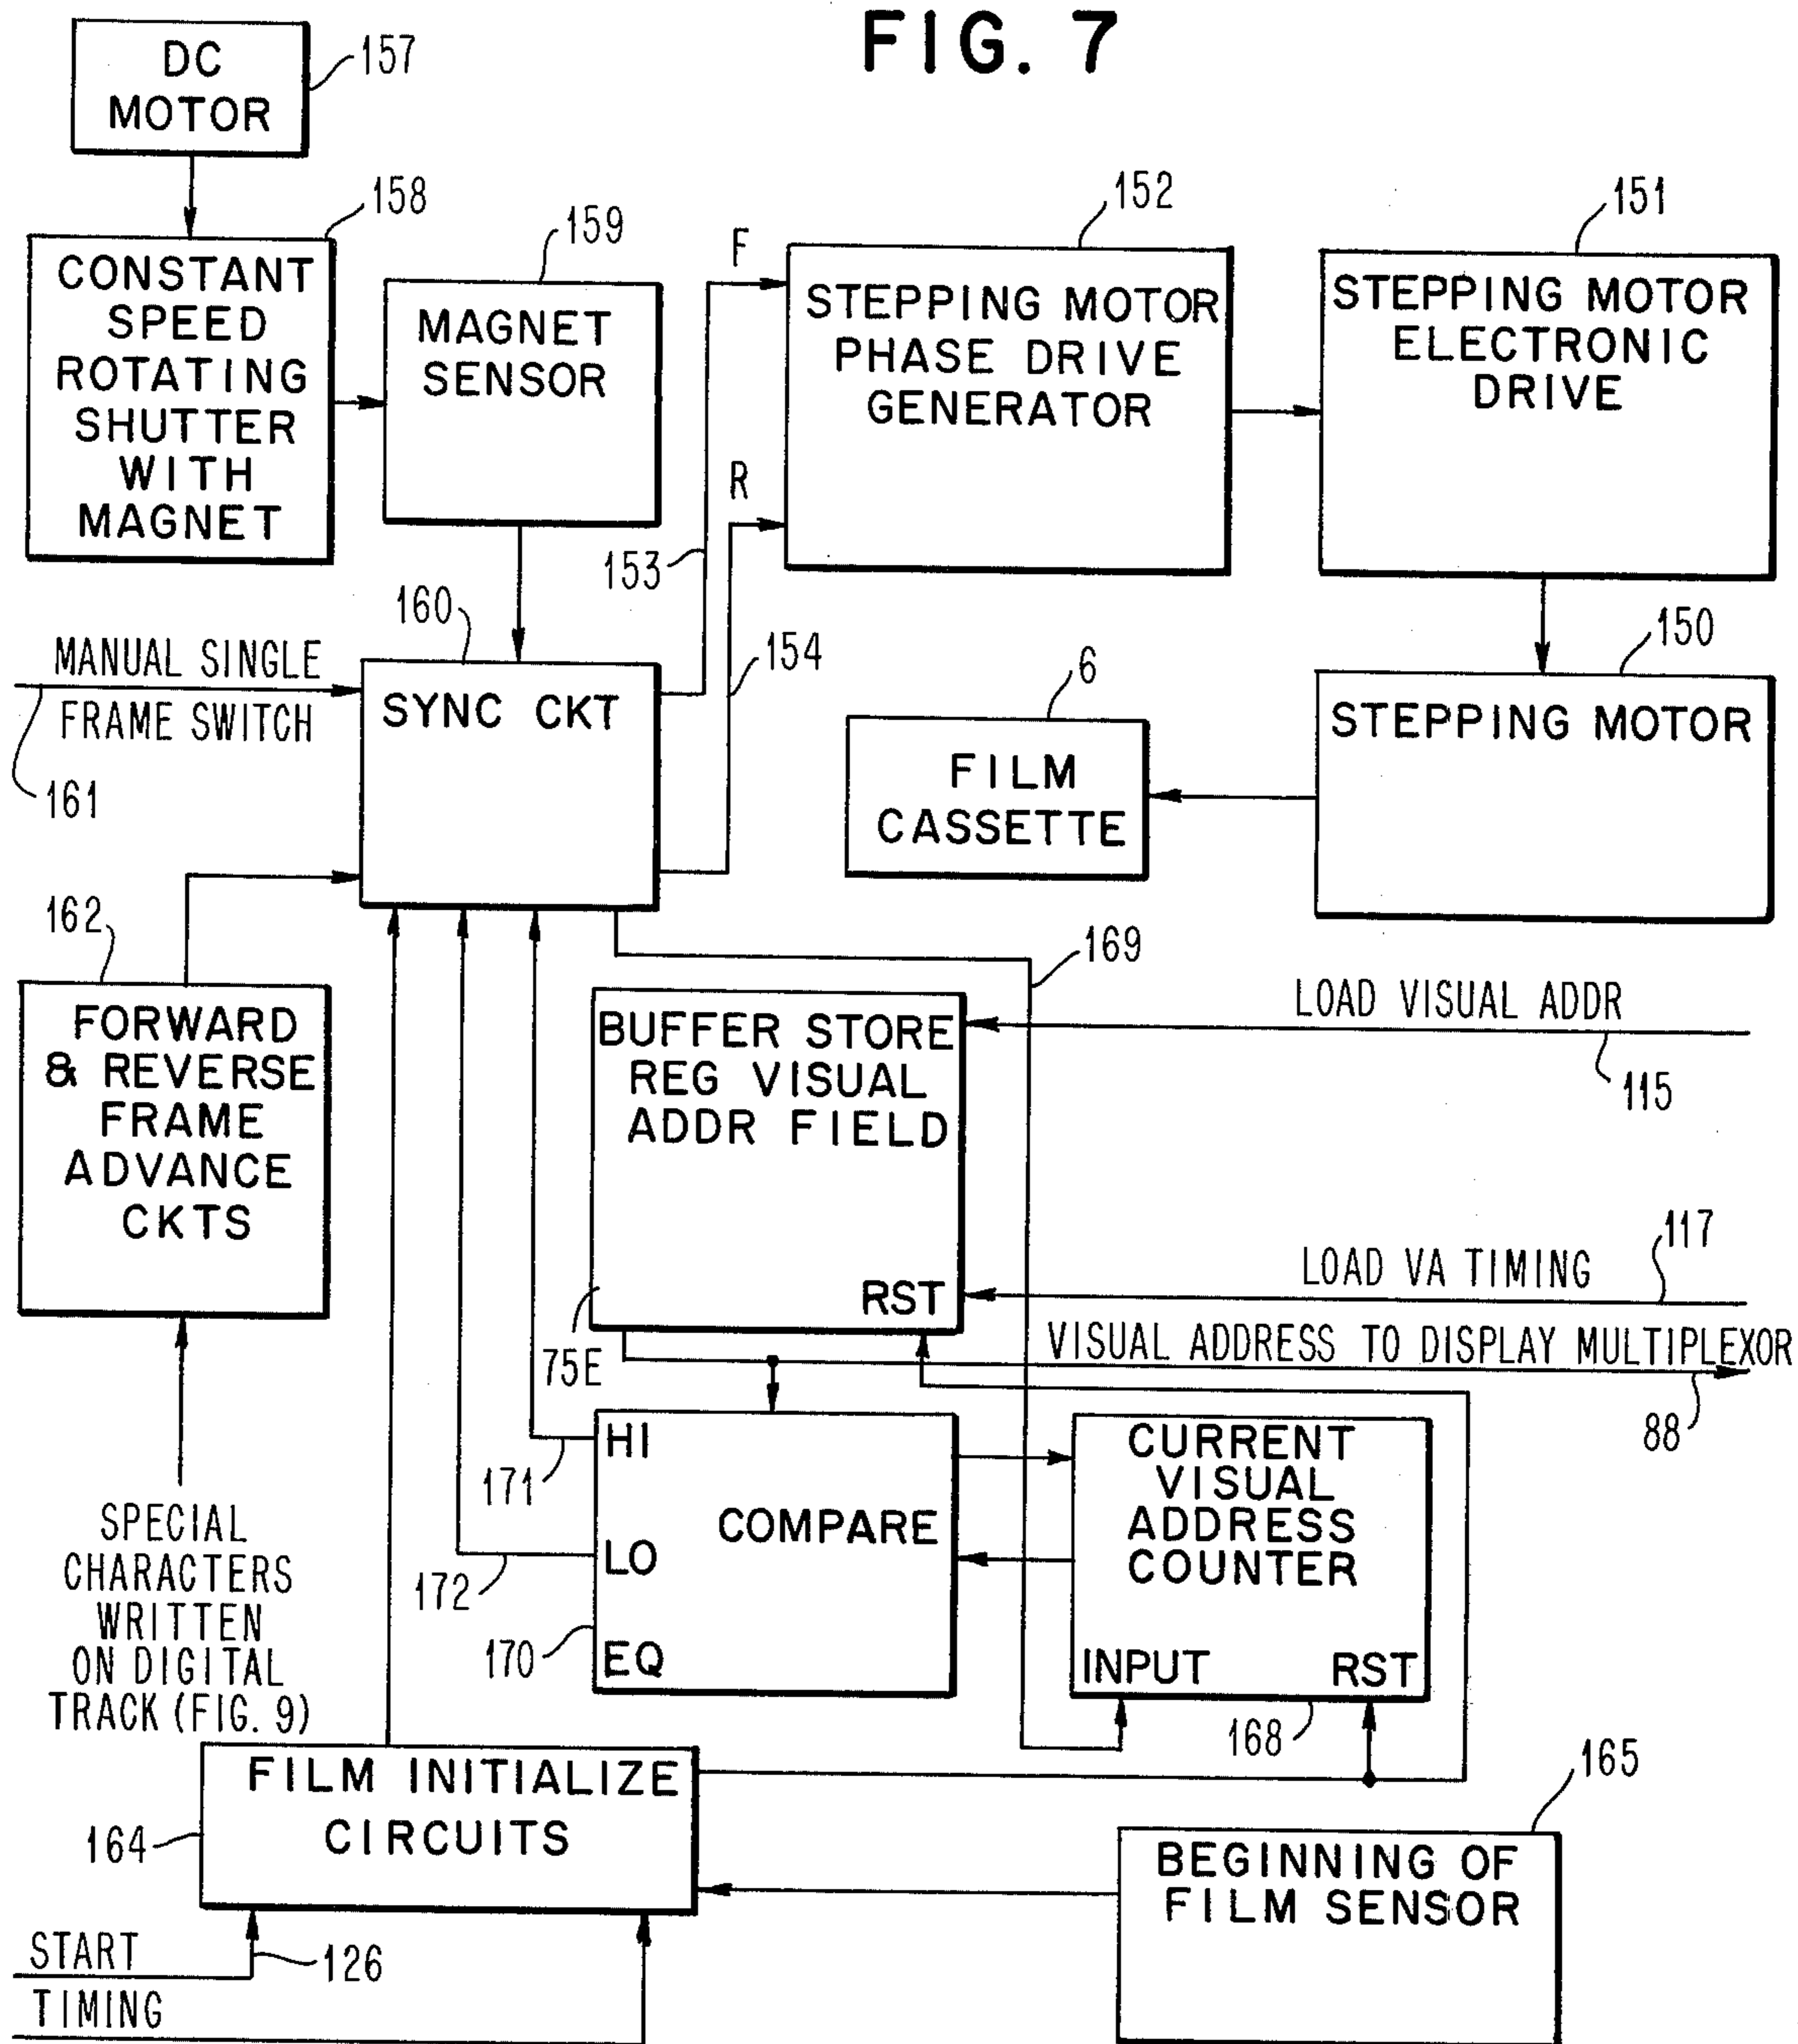 FIG. 7
DC
MOTOR
157
158
CONSTANT
SPEED
ROTATING
SHUTTER
WITH
MAGNET
159
MAGNET
SENSOR
F
R
153
154
152
STEPPING MOTOR
PHASE DRIVE
GENERATOR
151
STEPPING MOTOR
ELECTRONIC
DRIVE
160
MANUAL SINGLE
FRAME SWITCH
161
SYNC CKT
6
FILM
CASSETTE
150
STEPPING MOTOR
162
FORWARD
& REVERSE
FRAME
ADVANCE
CKTS
169
BUFFER STORE
REG VISUAL
ADDR FIELD
RST
75E
LOAD VISUAL ADDR
115
LOAD VA TIMING
117
VISUAL ADDRESS TO DISPLAY MULTIPLEXOR
88
SPECIAL
CHARACTERS
WRITTEN
ON DIGITAL
TRACK (FIG. 9)
171
172
170
HI
COMPARE
LO
EQ
CURRENT
VISUAL
ADDRESS
COUNTER
INPUT RST
168
FILM INITIALIZE
CIRCUITS
164
165
BEGINNING OF
FILM SENSOR
START
126
TIMING